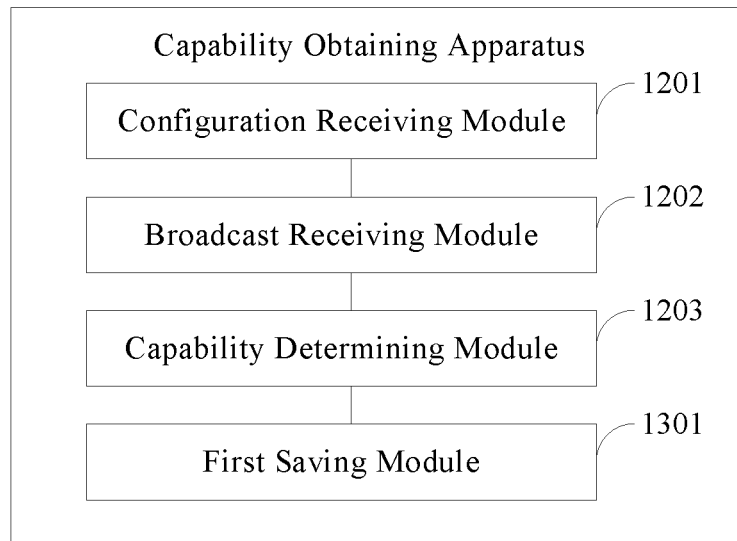 Capability Obtaining Apparatus
1201
Configuration Receiving Module
1202
Broadcast Receiving Module
1203
Capability Determining Module
1301
First Saving Module